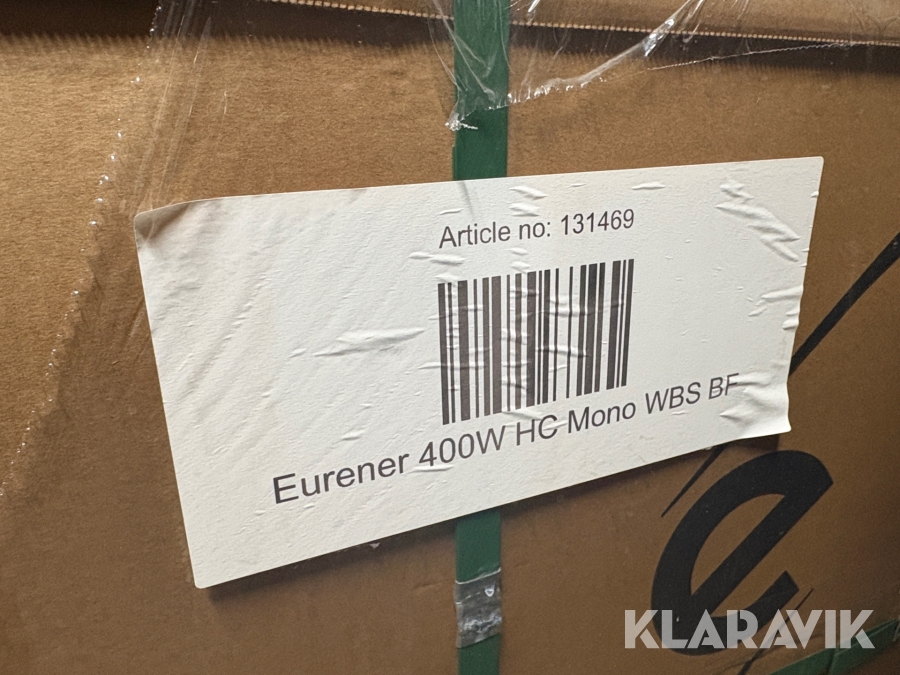 Article no: 131469
Eurener 400W HC Mono WBS BF
e
KLARAVIK